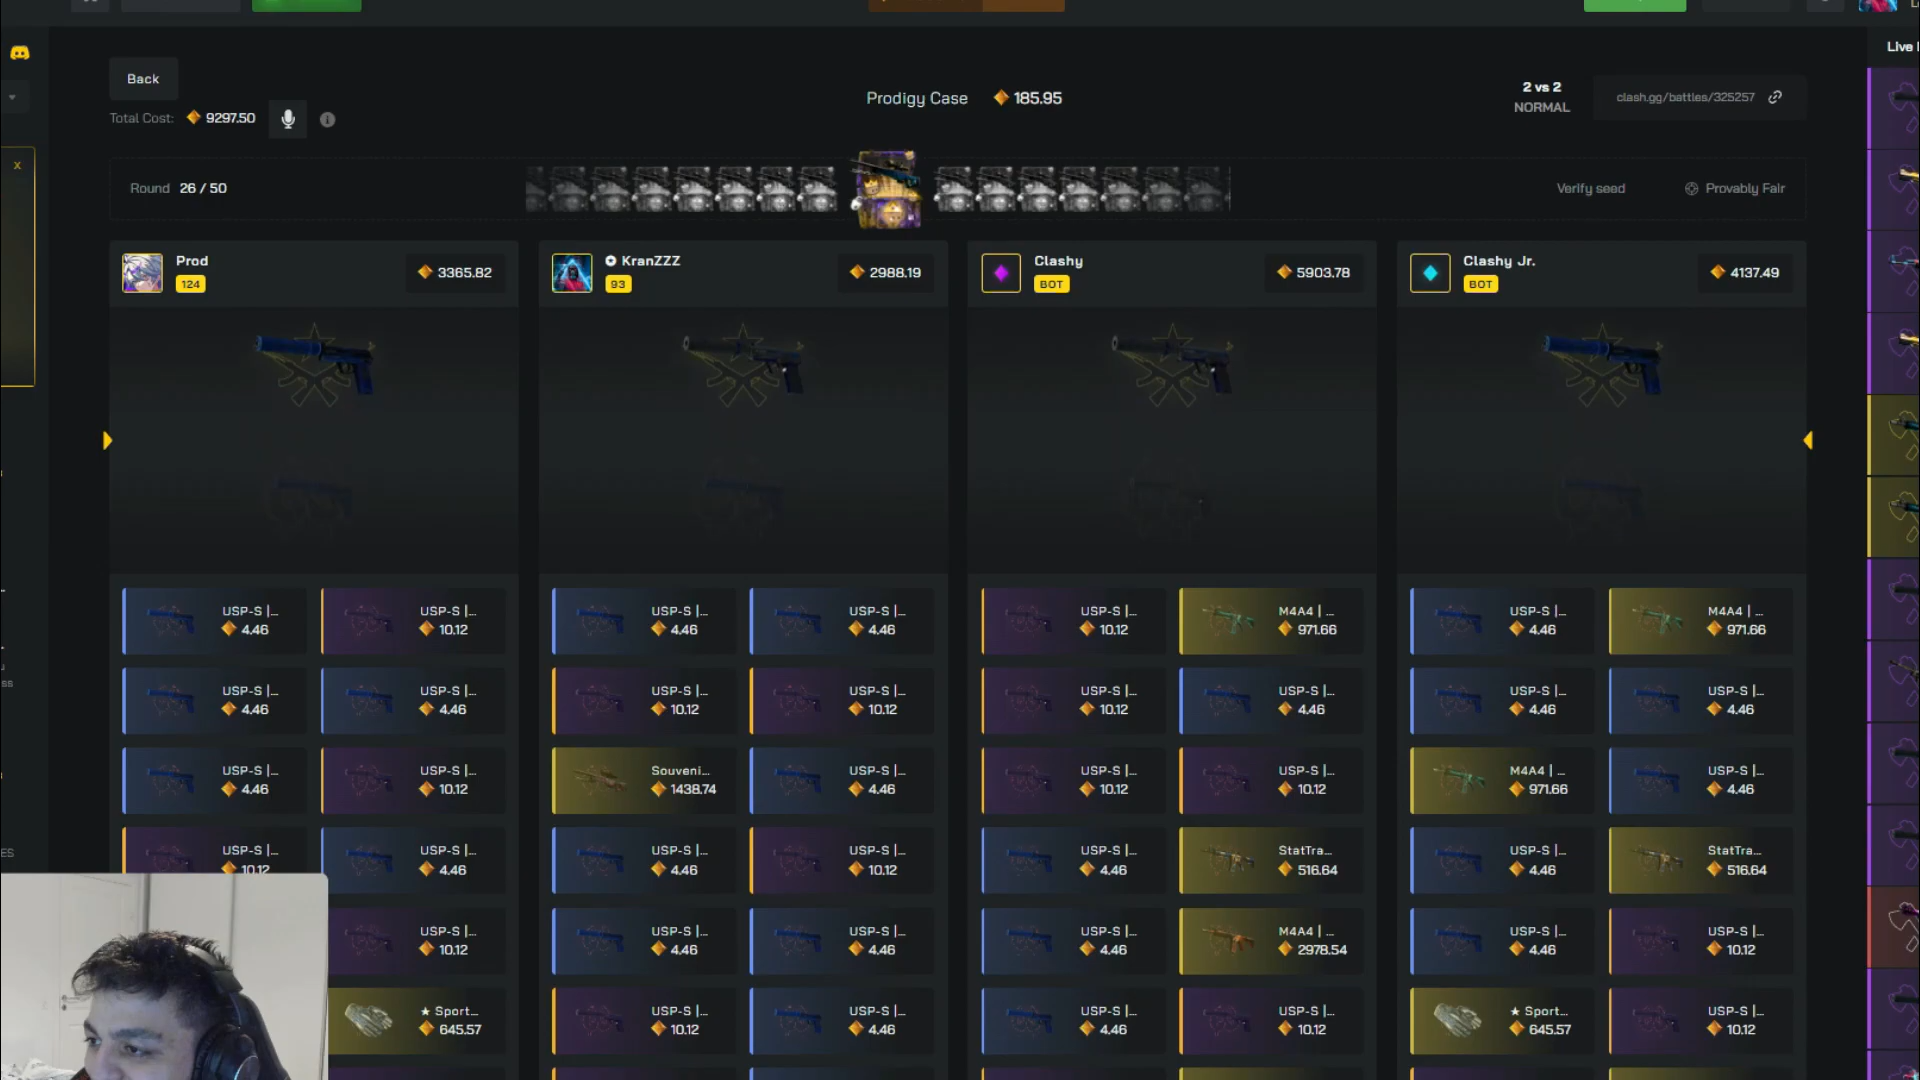 Live
Back
Total Cost: 9297.50
Prodigy Case 185.95
2 vs 2
NORMAL
clash.gg/battles/325257
x
Round 26 / 50
Verify seed
Provably Fair
Prod
124
3365.82
KranZZZ
93
2988.19
Clashy
BOT
5903.78
Clashy Jr.
BOT
4137.49
USP-S |...
4.46
USP-S |...
10.12
USP-S |...
4.46
USP-S |...
4.46
USP-S |...
10.12
M4A4 | ...
971.66
USP-S |...
4.46
M4A4 | ...
971.66
USP-S |...
4.46
USP-S |...
4.46
USP-S |...
10.12
USP-S |...
10.12
USP-S |...
10.12
USP-S |...
4.46
USP-S |...
4.46
USP-S |...
4.46
USP-S |...
4.46
USP-S |...
10.12
Souveni...
1438.74
USP-S |...
4.46
USP-S |...
10.12
USP-S |...
10.12
M4A4 | ...
971.66
USP-S |...
4.46
USP-S |...
10.12
USP-S |...
4.46
USP-S |...
4.46
USP-S |...
10.12
USP-S |...
4.46
StatTra...
516.64
USP-S |...
4.46
StatTra...
516.64
USP-S |...
10.12
USP-S |...
4.46
USP-S |...
4.46
USP-S |...
4.46
M4A4 | ...
2978.54
USP-S |...
4.46
USP-S |...
10.12
★ Sport...
645.57
USP-S |...
10.12
USP-S |...
4.46
USP-S |...
4.46
USP-S |...
10.12
★ Sport...
645.57
USP-S |...
10.12